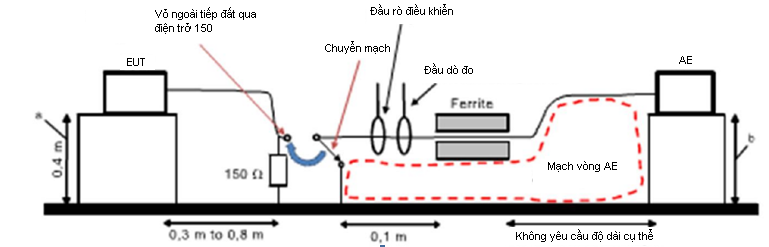 Vỏ ngoài tiếp đất qua
điện trở 150
Đầu rò điều khiển
Chuyển mạch
Đầu dò đo
EUT
AE
Ferrite
a
0,4 m
b
150 Ω
Mạch vòng AE
0,3 m to 0,8 m
0,1 m
Không yêu cầu độ dài cụ thể